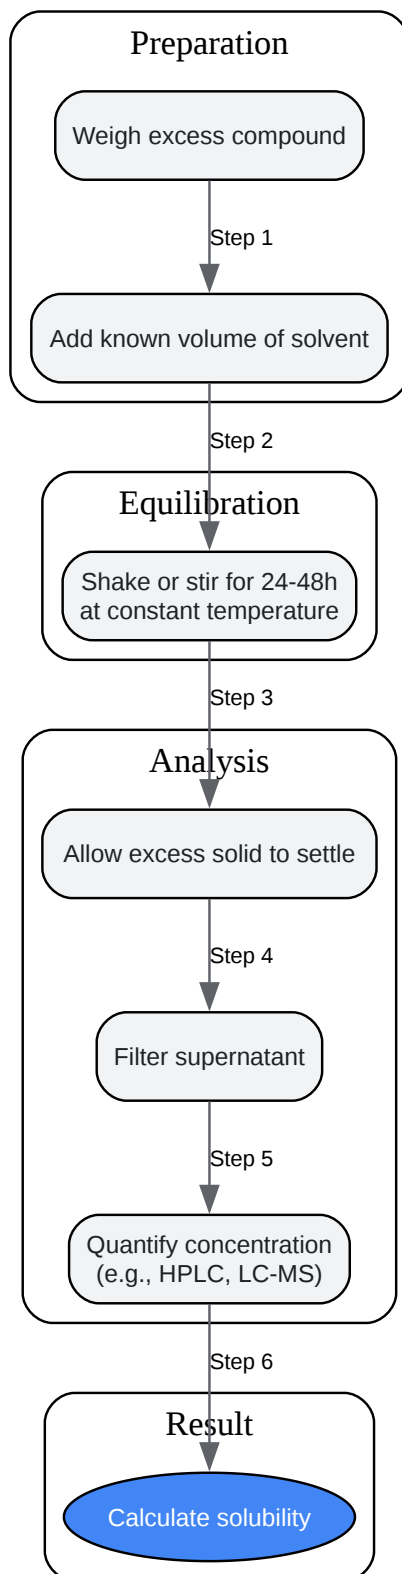 Preparation
Weigh excess compound
Step 1
Add known volume of solvent
Step 2
Equilibration
Shake or stir for 24-48h
at constant temperature
Step 3
Analysis
Allow excess solid to settle
Step 4
Filter supernatant
Step 5
Quantify concentration
(e.g., HPLC, LC-MS)
Step 6
Result
Calculate solubility